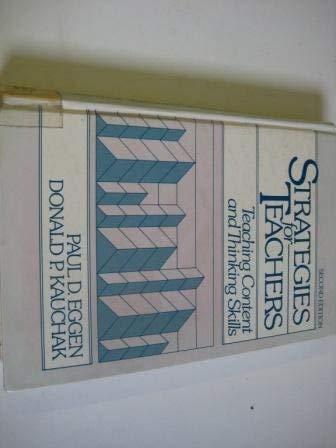 SECOND EDITION
STRATEGIES
for
TEACHERS
Teaching Content
and Thinking Skills
PAUL D. EGGEN
DONALD P. KAUCHAK